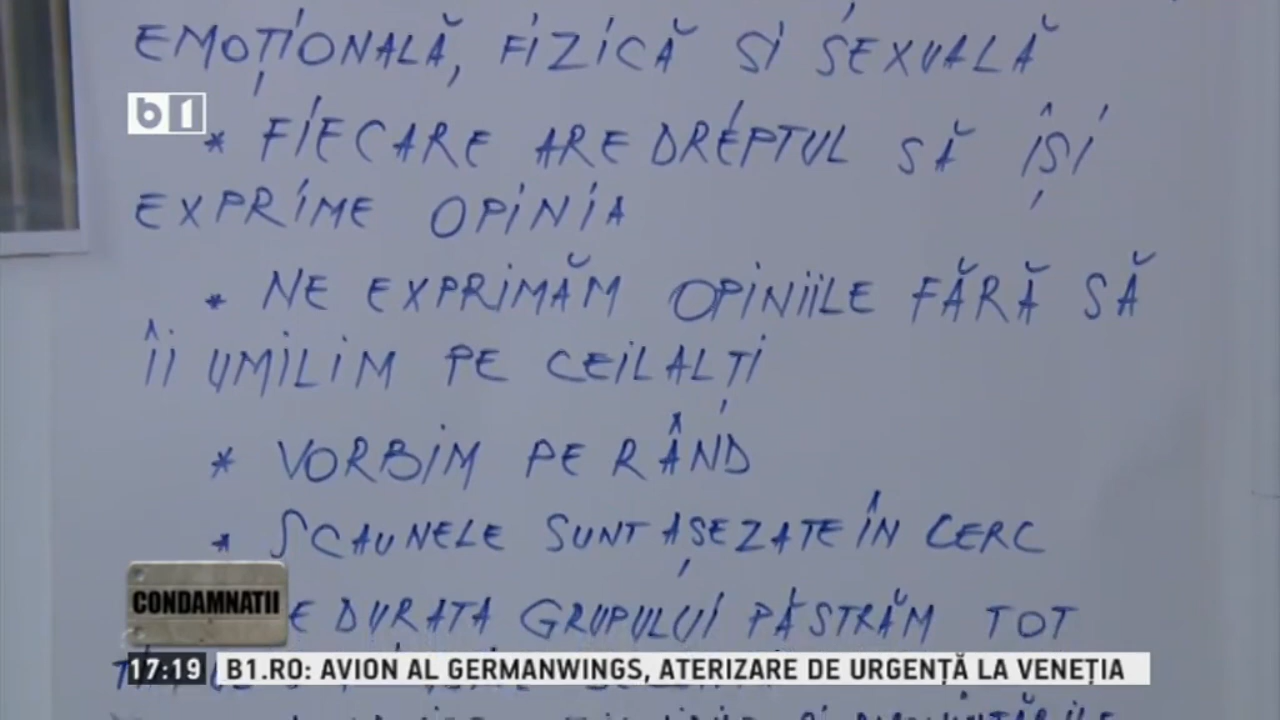 EMOȚIONALĂ, FIZICĂ SI SEXUALĂ
b1
* FIECARE ARE DREPTUL SĂ ÎȘI
EXPRIME OPINIA
* NE EXPRIMĂM OPINIILE FĂRĂ SĂ
ÎI UMILIM PE CEILALȚI
* VORBIM PE RÂND
* SCAUNELE SUNT AȘEZATE ÎN CERC
CONDAMNATII
DURATA GRUPULUI PĂSTRĂM TOT
17:19 B1.RO: AVION AL GERMANWINGS, ATERIZARE DE URGENȚĂ LA VENEȚIA